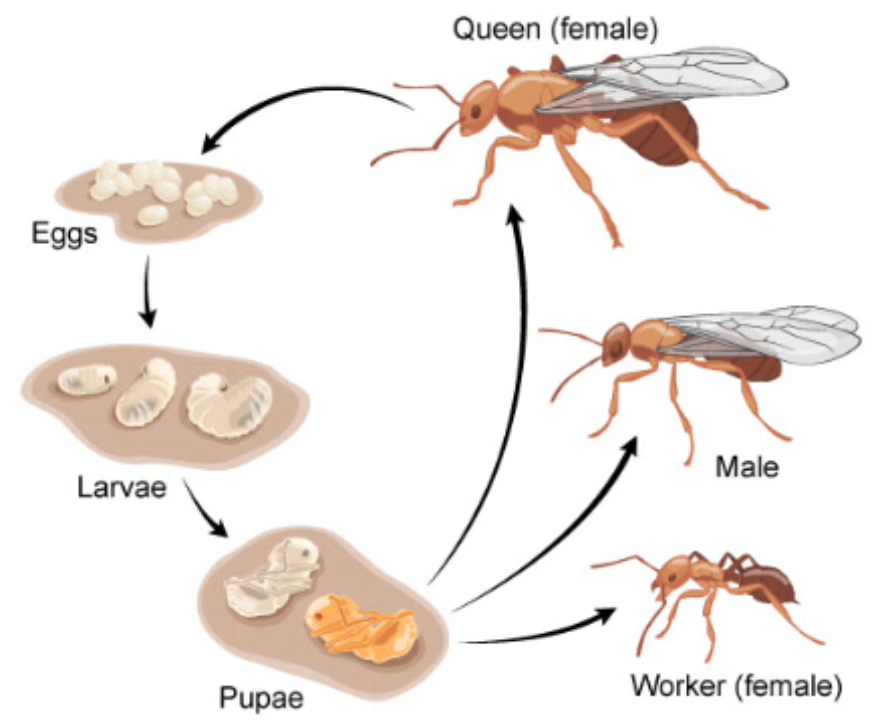 Queen (female)
Eggs
Larvae
Male
Pupae
Worker (female)